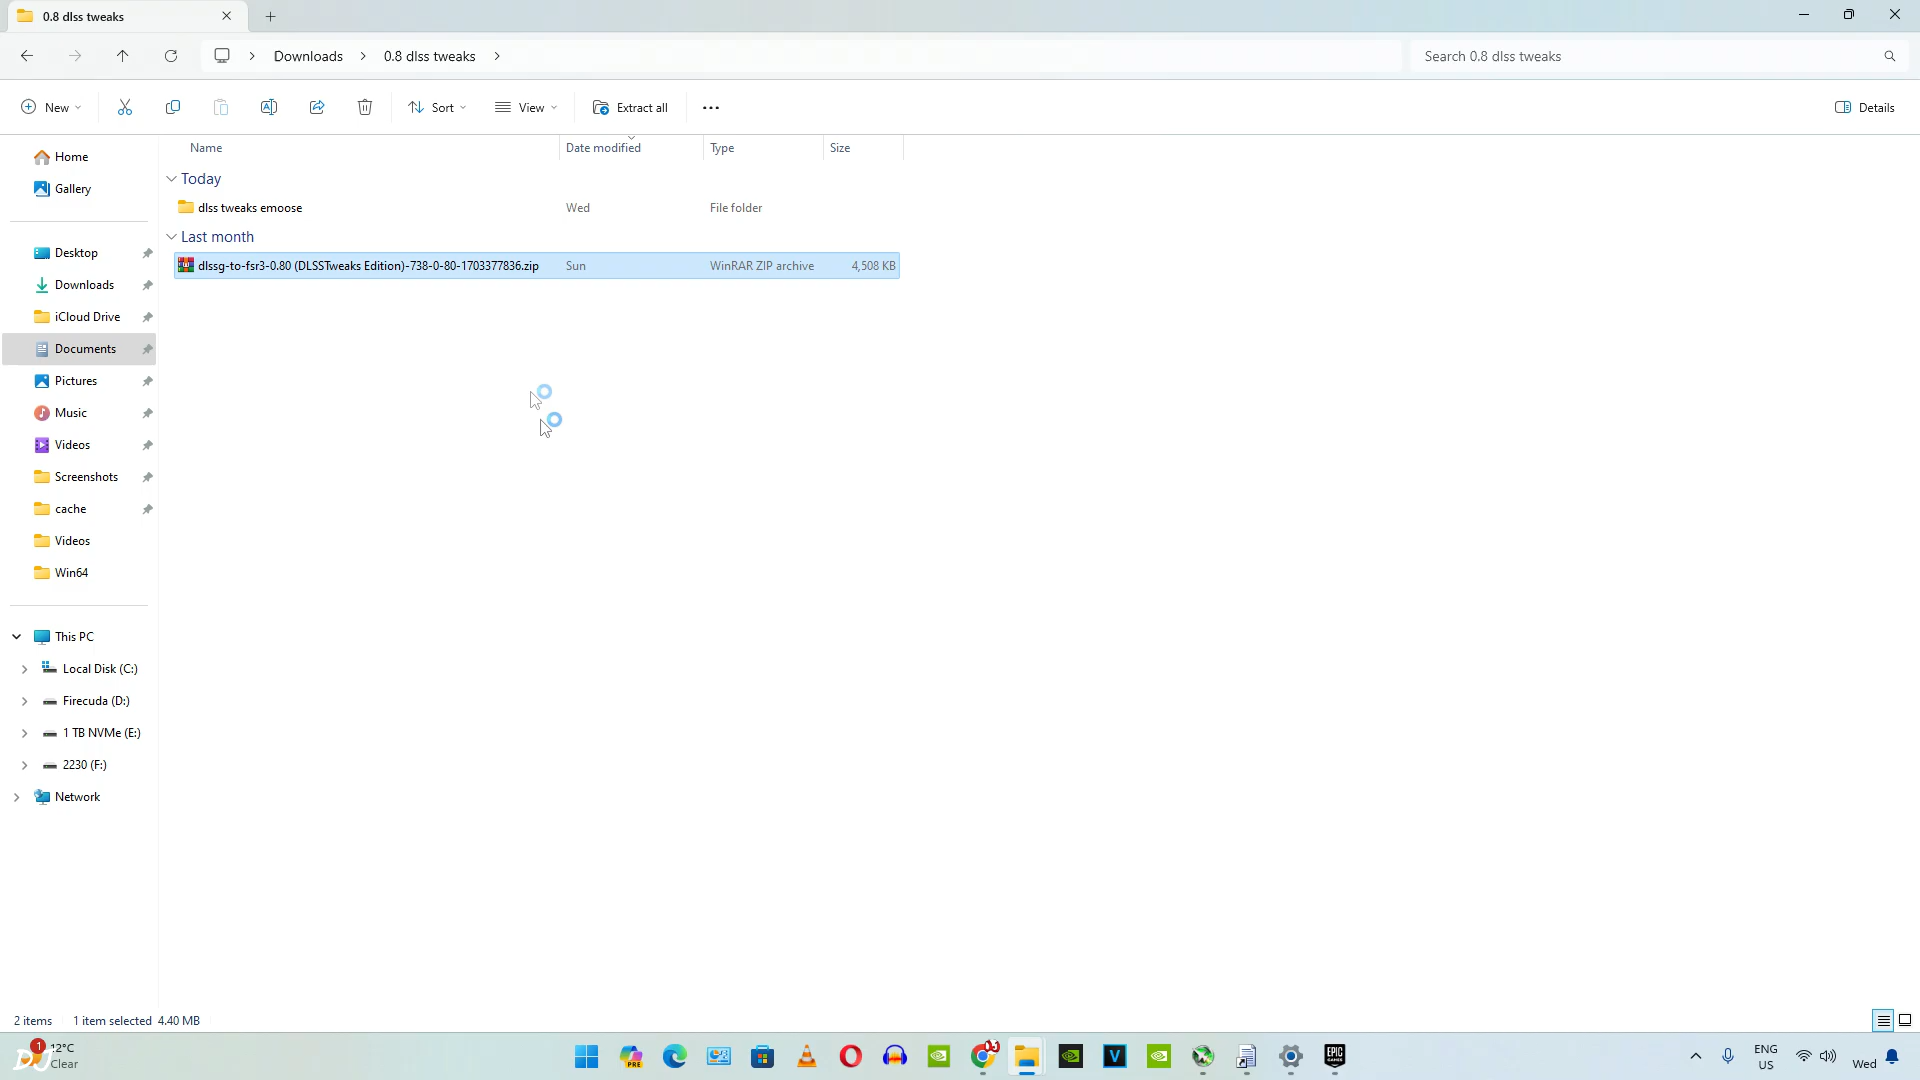 0.8 dlss tweaks
Downloads
0.8 dlss tweaks
Search 0.8 dlss tweaks
New
Sort
View
Extract all
Details
Name
Date modified
Type
Size
Today
dlss tweaks emoose
Wed
File folder
Last month
dlssg-to-fsr3-0.80 (DLSSTweaks Edition)-738-0-80-1703377836.zip
Sun
WinRAR ZIP archive
4,508 KB
Home
Gallery
Desktop
Downloads
iCloud Drive
Documents
Pictures
Music
Videos
Screenshots
cache
Videos
Win64
This PC
Local Disk (C:)
Firecuda (D:)
1 TB NVMe (E:)
2230 (F:)
Network
2 items
1 item selected 4.40 MB
1
12°C
Clear
PRE
V
EPIC
GAMES
ENG
US
Wed